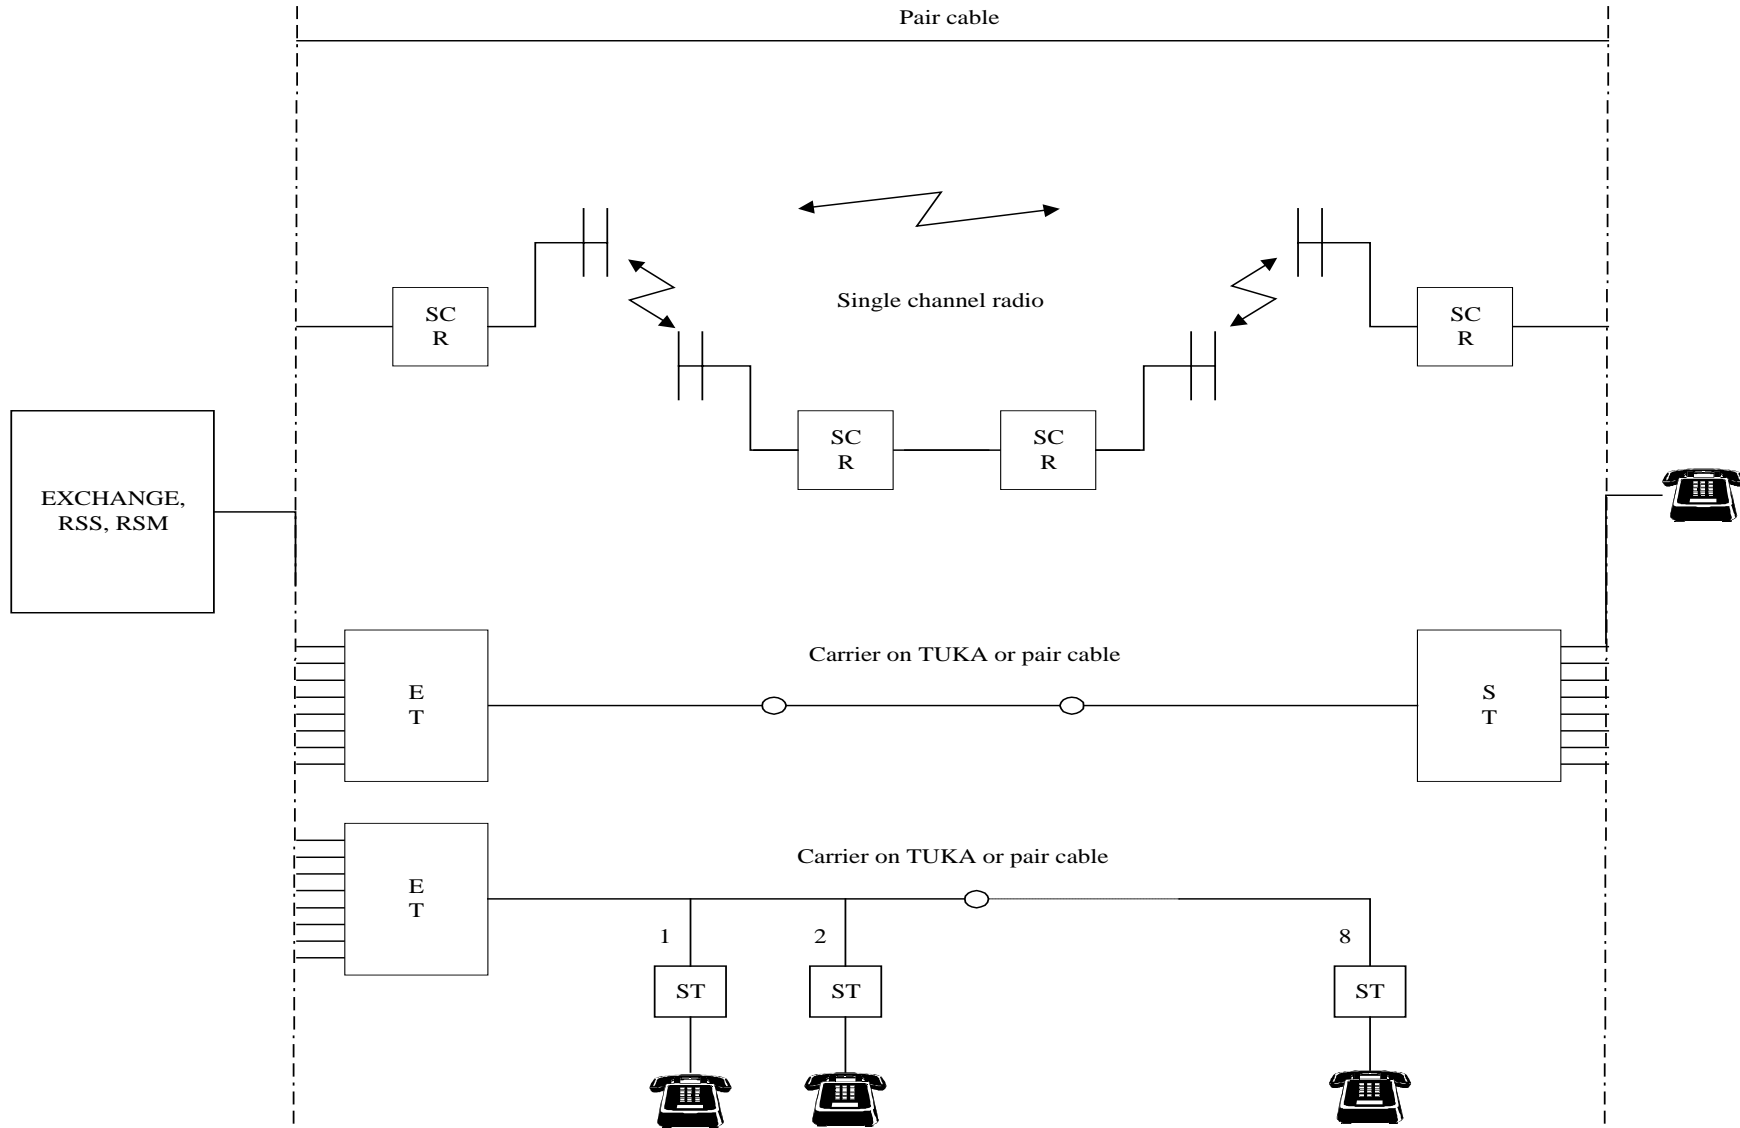 Pair cable
Single channel radio
SC
R
SC
R
SC
R
SC
R
EXCHANGE,
RSS, RSM
Carrier on TUKA or pair cable
E
T
S
T
Carrier on TUKA or pair cable
E
T
1
2
8
ST
ST
ST